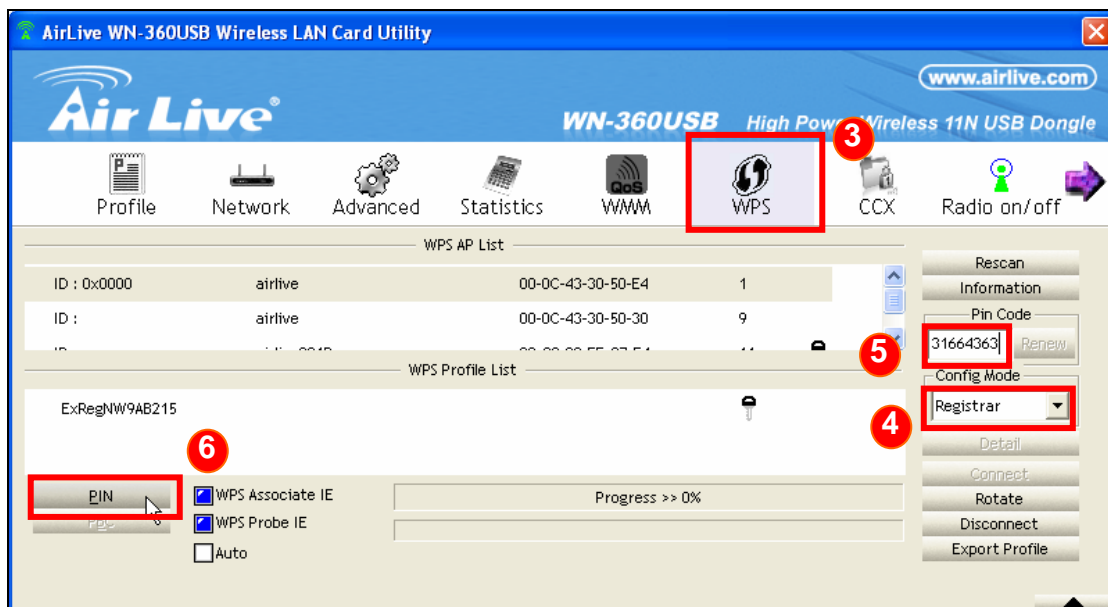 AirLive WN-360USB Wireless LAN Card Utility
www.airlive.com
Air Live®
WN-360USB High Power Wireless 11N USB Dongle
3
Profile Network Advanced Statistics QoS WMM WPS CCX Radio on/off
WPS AP List
ID : 0x0000 airlive 00-0C-43-30-50-E4 1
ID : airlive 00-0C-43-30-50-30 9
Rescan
Information
Pin Code
5
31664363 Renew
WPS Profile List
ExRegNW9AB215
Config Mode
4
Registrar
Detail
Connect
Rotate
Disconnect
Export Profile
6
PIN
PBC
WPS Associate IE
WPS Probe IE
Auto
Progress >> 0%